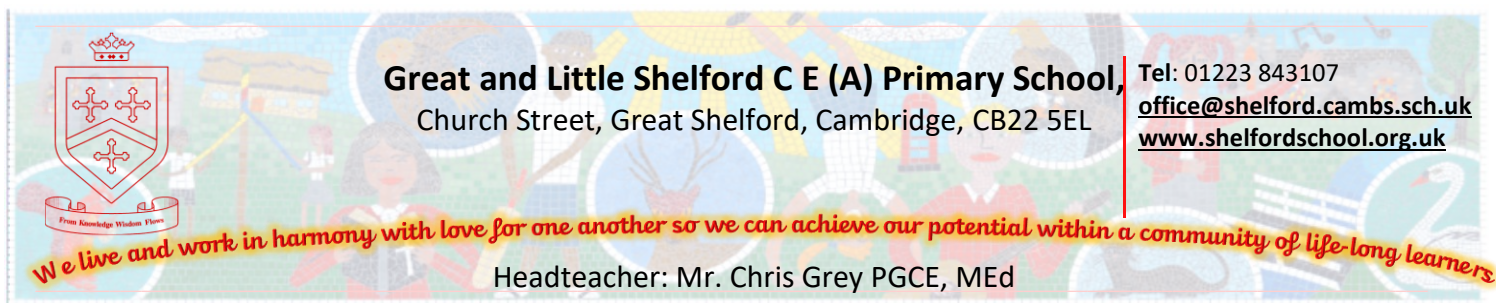 Great and Little Shelford C E (A) Primary School,
Church Street, Great Shelford, Cambridge, CB22 5EL
Tel: 01223 843107
office@shelford.cambs.sch.uk
www.shelfordschool.org.uk
From Knowledge Wisdom Flows
We live and work in harmony with love for one another so we can achieve our potential within a community of life-long learners
Headteacher: Mr. Chris Grey PGCE, MEd